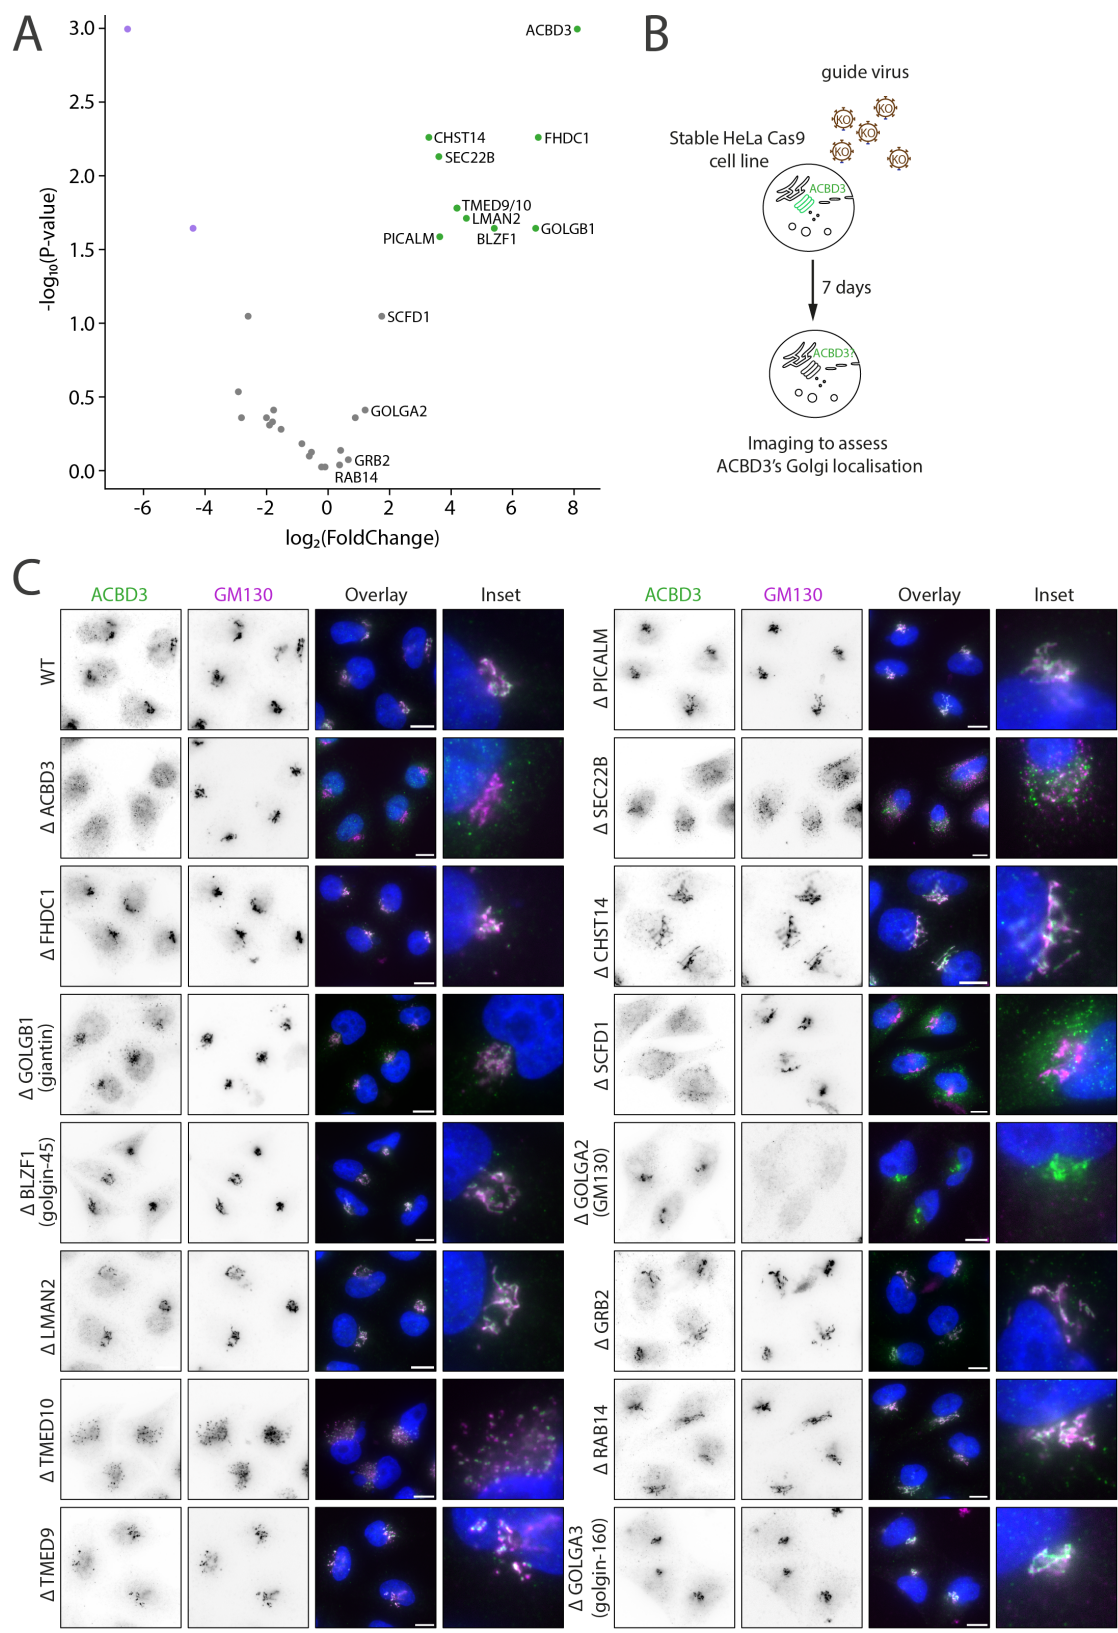 A
3.0
2.5
2.0
1.5
1.0
0.5
0.0
-log₁₀(P-value)
-6
-4
-2
0
2
4
6
8
log₂(FoldChange)
ACBD3
CHST14
FHDC1
SEC22B
TMED9/10
LMAN2
PICALM
BLZF1
GOLGB1
SCFD1
GOLGA2
GRB2
RAB14
B
guide virus
KO
KO
KO
KO
KO
Stable HeLa Cas9
cell line
ACBD3
7 days
ACBD3?
Imaging to assess
ACBD3's Golgi localisation
C
ACBD3
GM130
Overlay
Inset
WT
Δ ACBD3
Δ FHDC1
Δ GOLGB1
(giantin)
Δ BLZF1
(golgin-45)
Δ LMAN2
Δ TMED10
Δ TMED9
ACBD3
GM130
Overlay
Inset
Δ PICALM
Δ SEC22B
Δ CHST14
Δ SCFD1
Δ GOLGA2
(GM130)
Δ GRB2
Δ RAB14
Δ GOLGA3
(golgin-160)